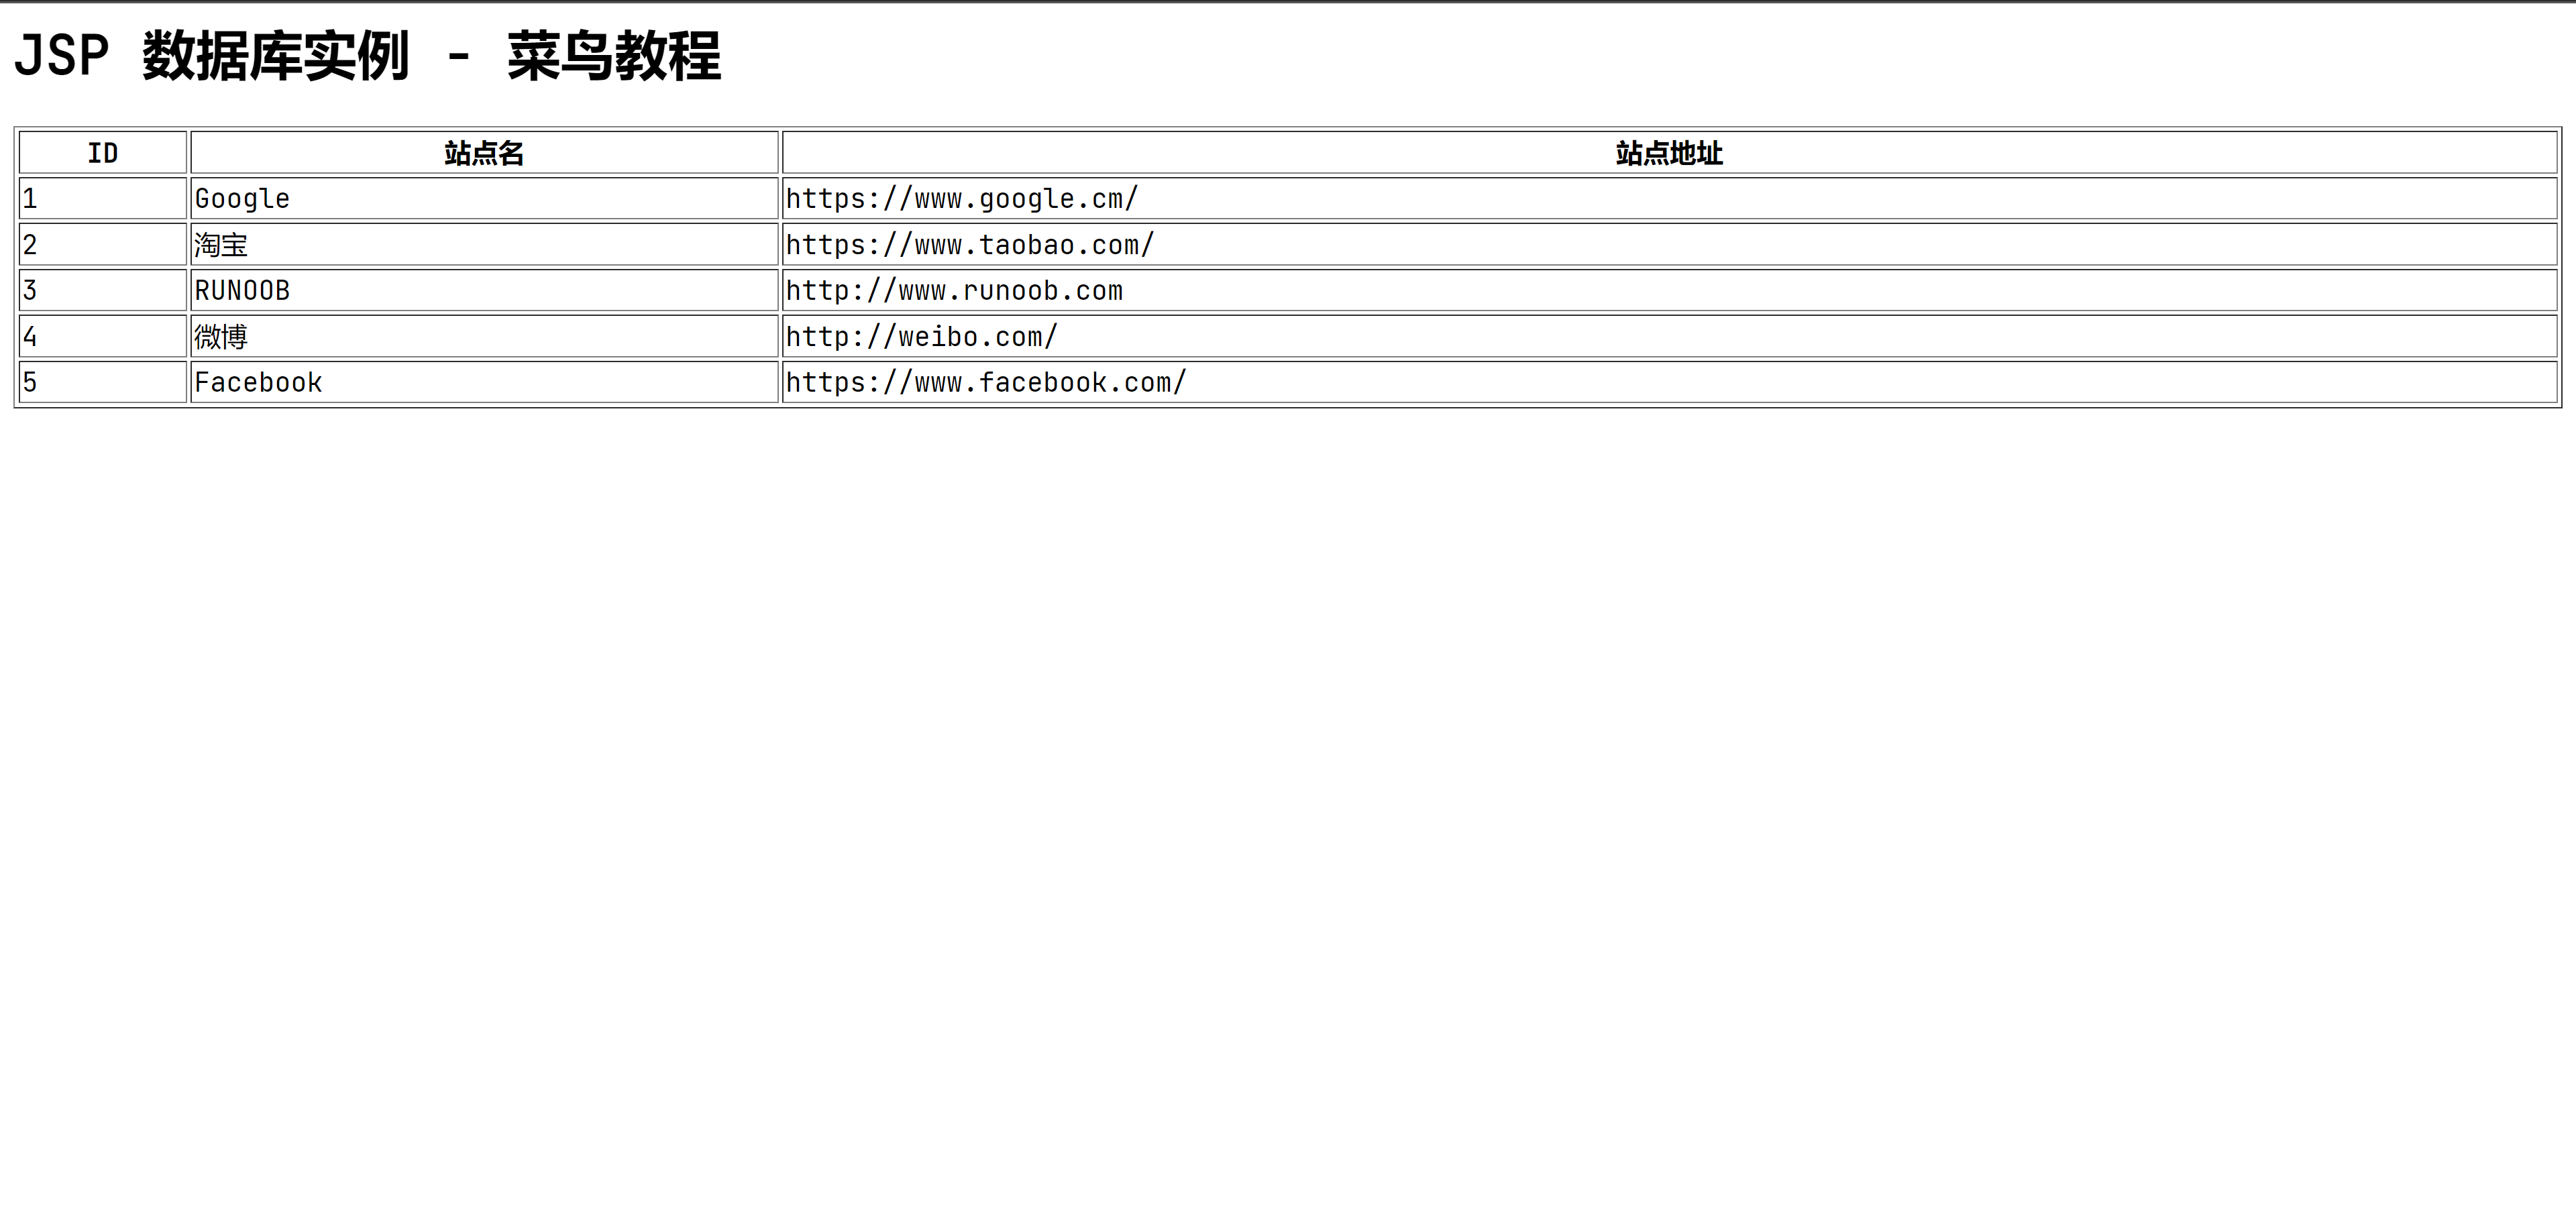 JSP 数据库实例 - 菜鸟教程
ID 站点名 站点地址
1 Google https://www.google.cm/
2 淘宝 https://www.taobao.com/
3 RUNOOB http://www.runoob.com
4 微博 http://weibo.com/
5 Facebook https://www.facebook.com/